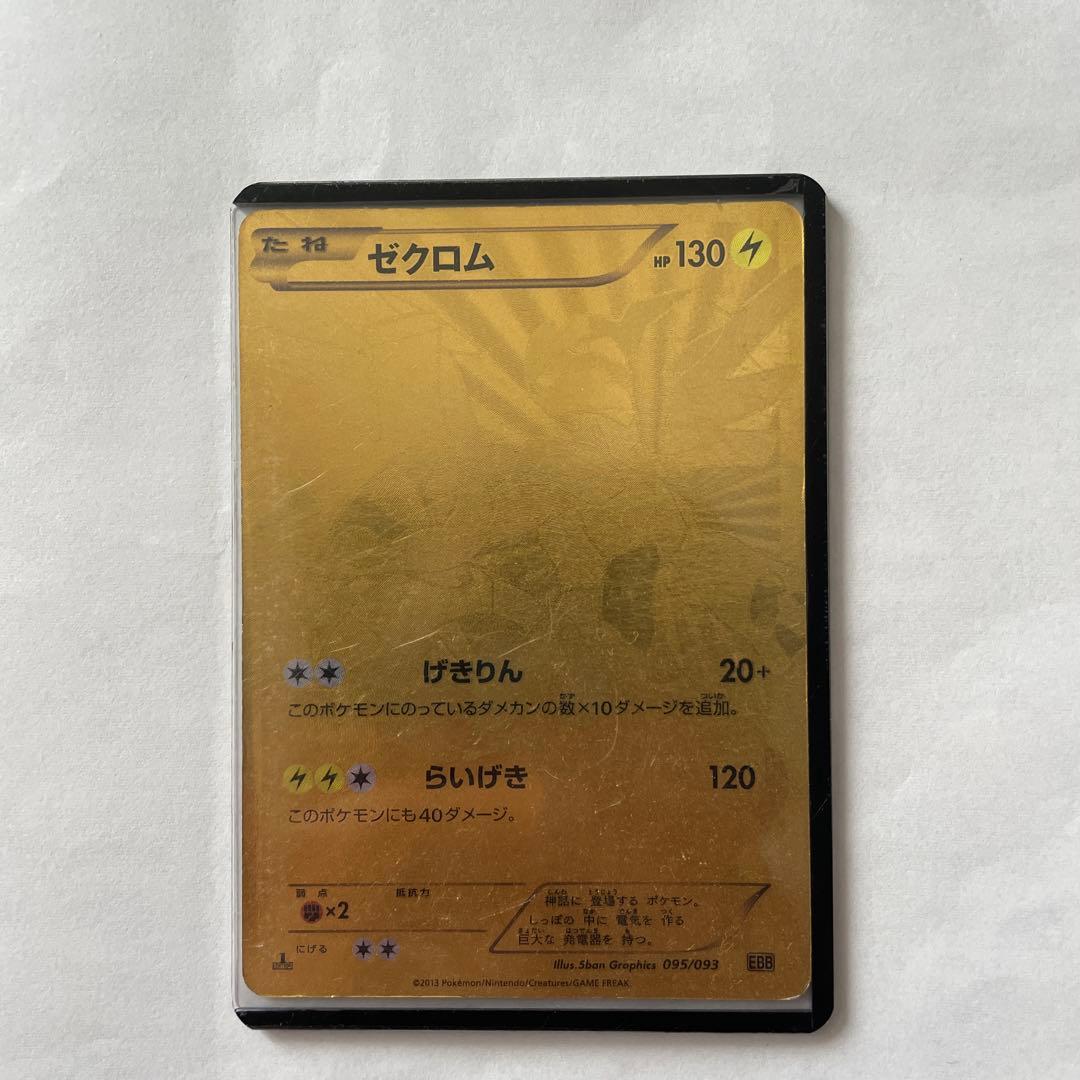 たね ゼクロム HP130
げきりん 20+
このポケモンにのっているダメカンの数×10ダメージを追加。
らいげき 120
このポケモンにも40ダメージ。
弱点 抵抗力
×2
にげる
神話に 登場する ポケモン。
しっぽの 中に 電気を 作る
巨大な 発電器を 持つ。
Illus. 5ban Graphics 095/093 EBB
©2013 Pokémon/Nintendo/Creatures/GAME FREAK